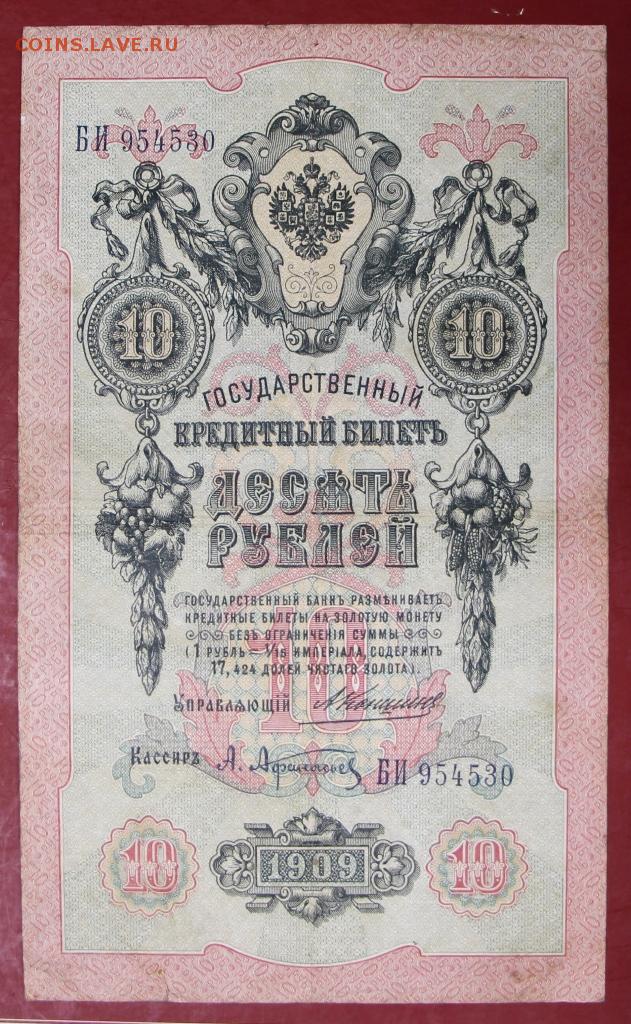 COINS.LAVE.RU
БИ 954530
10 10
ГОСУДАРСТВЕННЫЙ
КРЕДИТНЫЙ БИЛЕТЪ
ДЕСЯТЬ
РУБЛЕЙ
ГОСУДАРСТВЕННЫЙ БАНКЪ РАЗМѢНИВАЕТЪ
КРЕДИТНЫЕ БИЛЕТЫ НА ЗОЛОТУЮ МОНЕТУ
БЕЗЪ ОГРАНИЧЕНІЯ СУММЫ
(1 РУБЛЬ = 1/15 ИМПЕРІАЛА, СОДЕРЖИТЪ
17,424 ДОЛЕЙ ЧИСТАГО ЗОЛОТА).
10
УПРАВЛЯЮЩІЙ
Кассиръ А. Афанасьев БИ 954530
10 1909 10